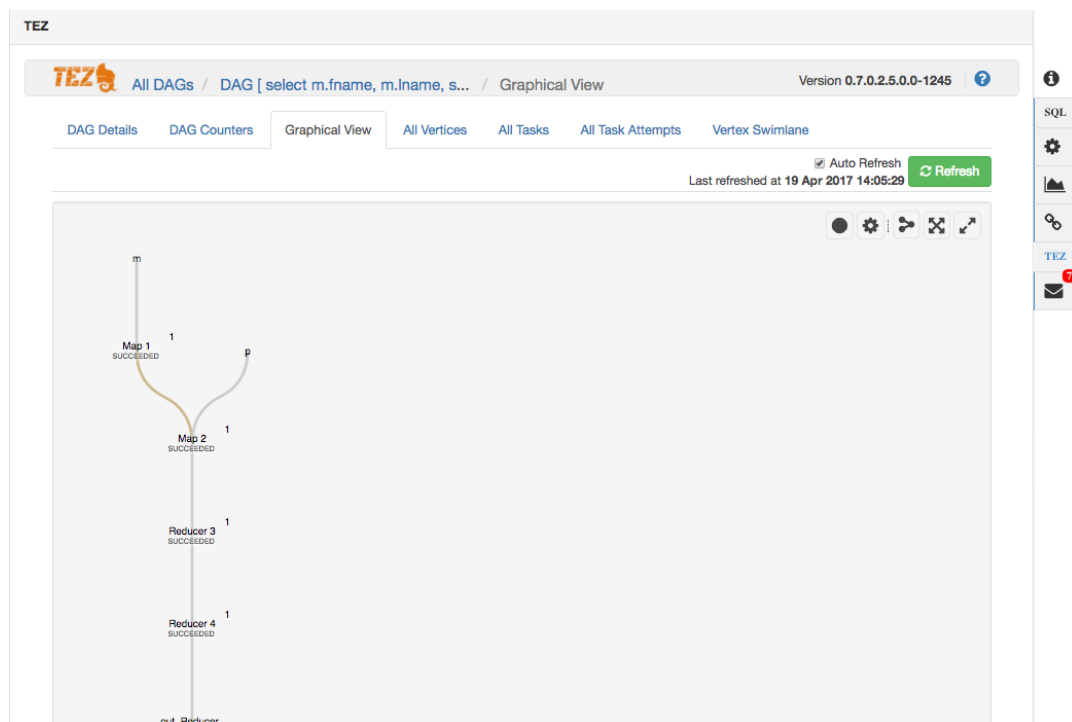 TEZ
TEZ All DAGs / DAG [ select m.fname, m.lname, s... / Graphical View Version 0.7.0.2.5.0.0-1245
DAG Details DAG Counters Graphical View All Vertices All Tasks All Task Attempts Vertex Swimlane
Auto Refresh
Last refreshed at 19 Apr 2017 14:05:29
Refresh
SQL
TEZ
7
m
1
Map 1
SUCCEEDED
p
1
Map 2
SUCCEEDED
1
Reducer 3
SUCCEEDED
1
Reducer 4
SUCCEEDED
out_Reducer